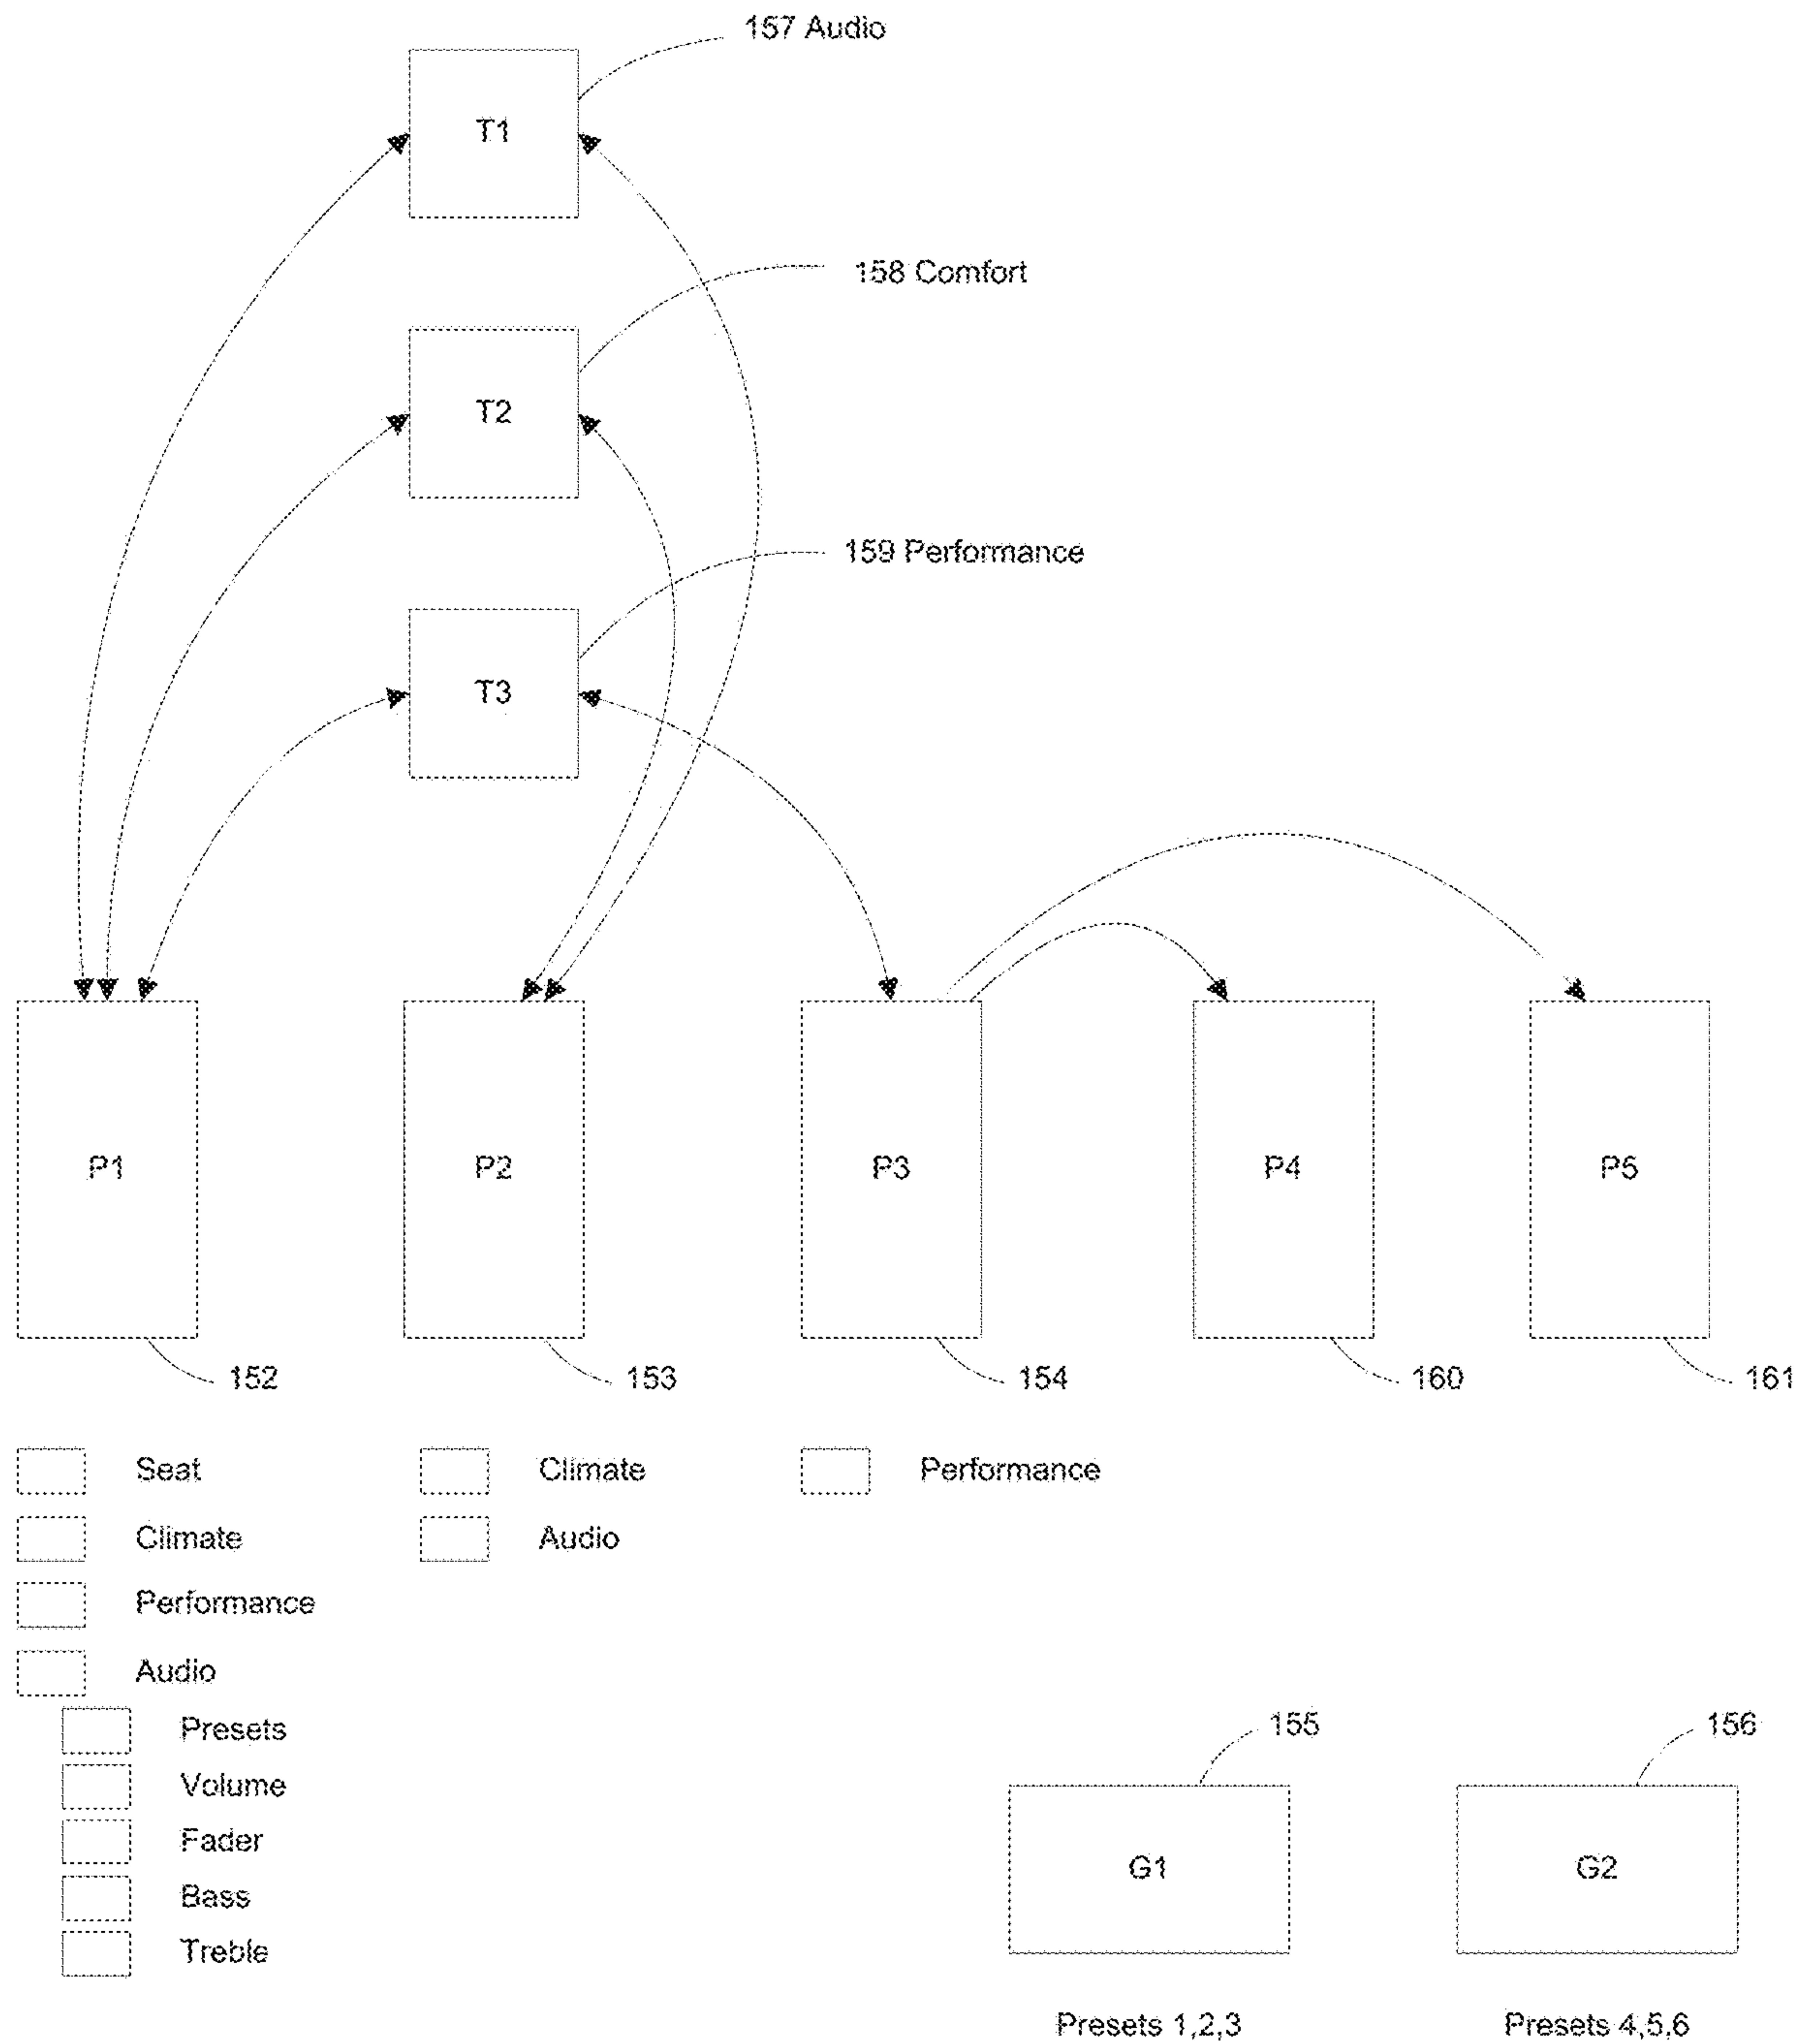 157 Audio
T1
158 Comfort
T2
159 Performance
T3
P1
P2
P3
P4
P5
152
153
154
160
161
Seat
Climate
Performance
Climate
Audio
Performance
Audio
Presets
155
156
Volume
Fader
G1
G2
Bass
Treble
Presets 1,2,3
Presets 4,5,6